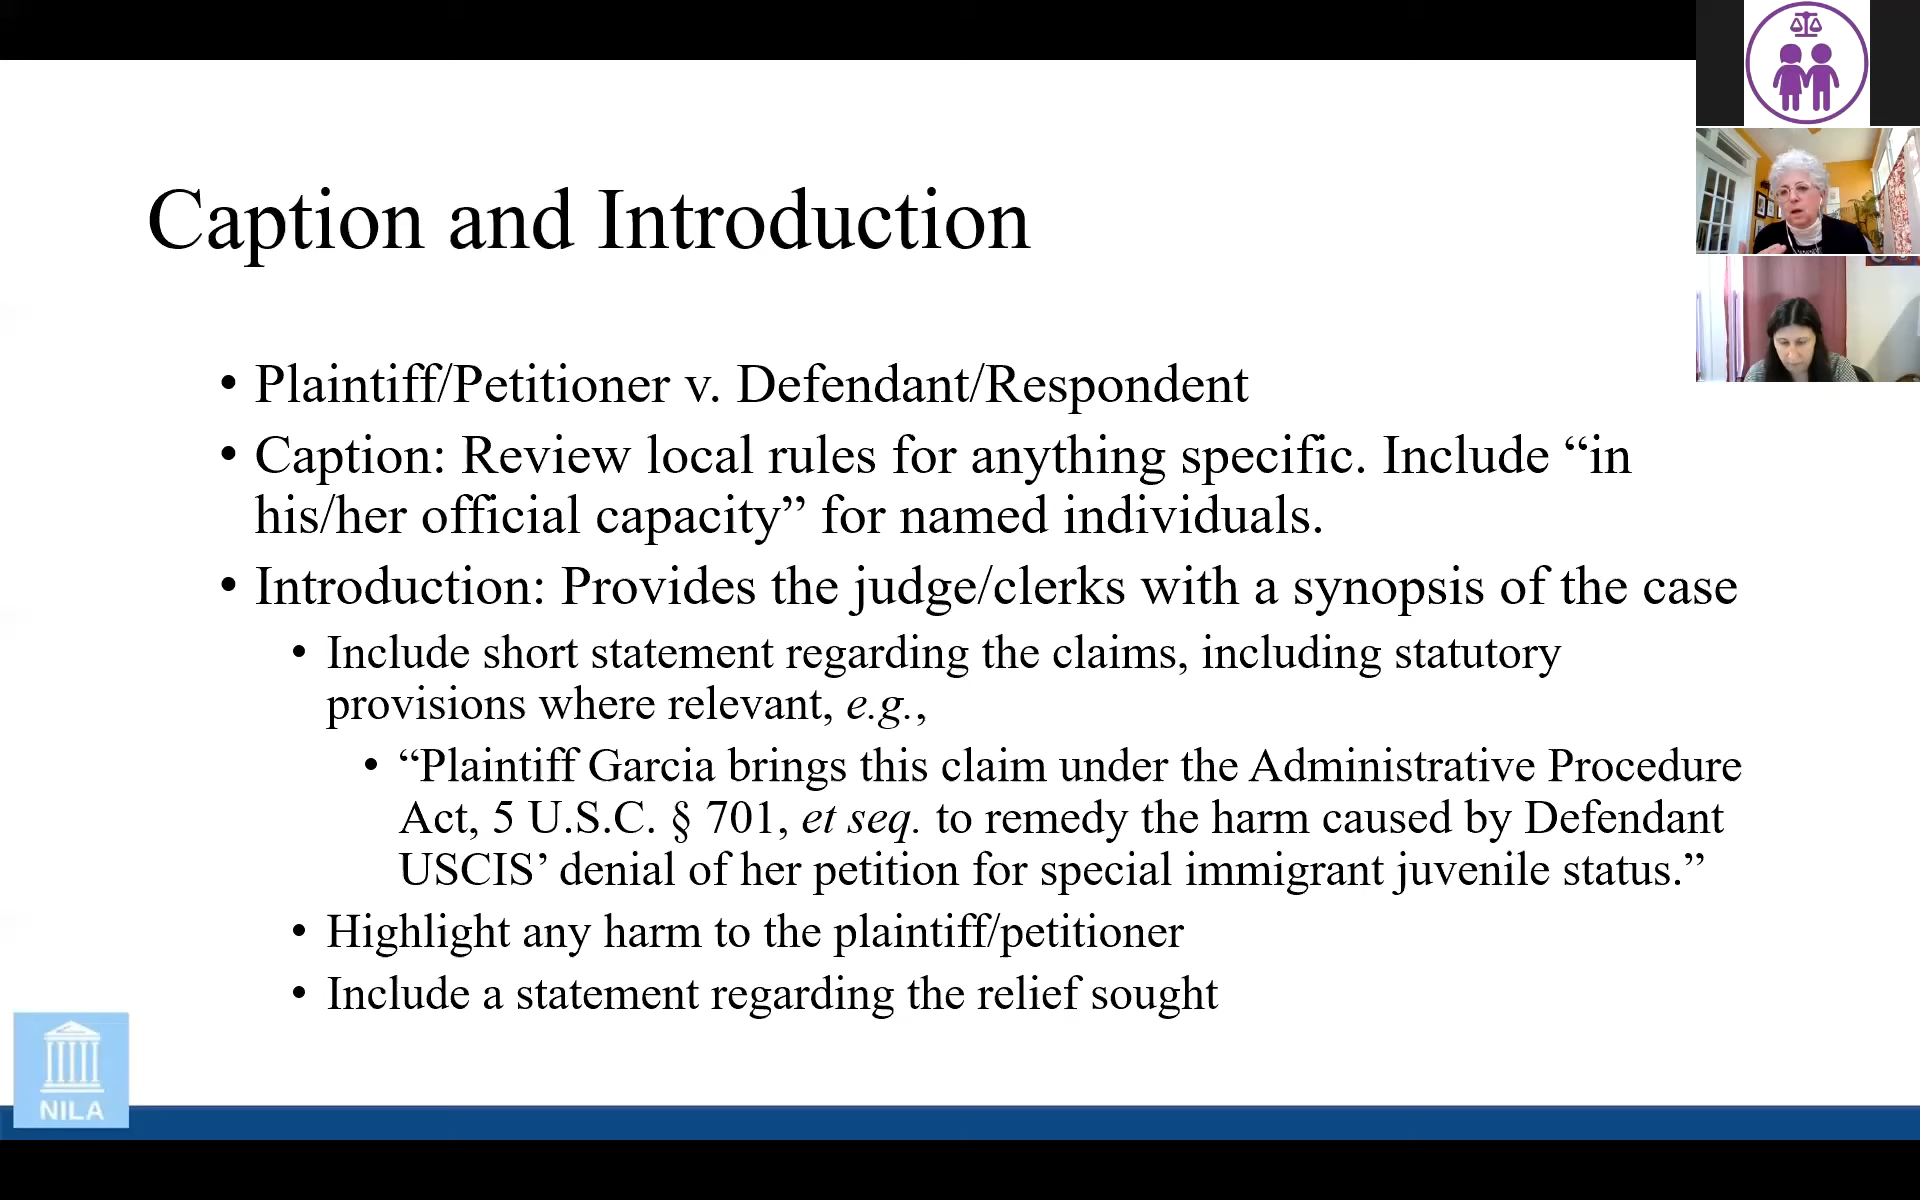 Caption and Introduction
• Plaintiff/Petitioner v. Defendant/Respondent
• Caption: Review local rules for anything specific. Include “in
his/her official capacity” for named individuals.
• Introduction: Provides the judge/clerks with a synopsis of the case
• Include short statement regarding the claims, including statutory
provisions where relevant, e.g.,
• “Plaintiff Garcia brings this claim under the Administrative Procedure
Act, 5 U.S.C. § 701, et seq. to remedy the harm caused by Defendant
USCIS’ denial of her petition for special immigrant juvenile status.”
• Highlight any harm to the plaintiff/petitioner
• Include a statement regarding the relief sought
NILA